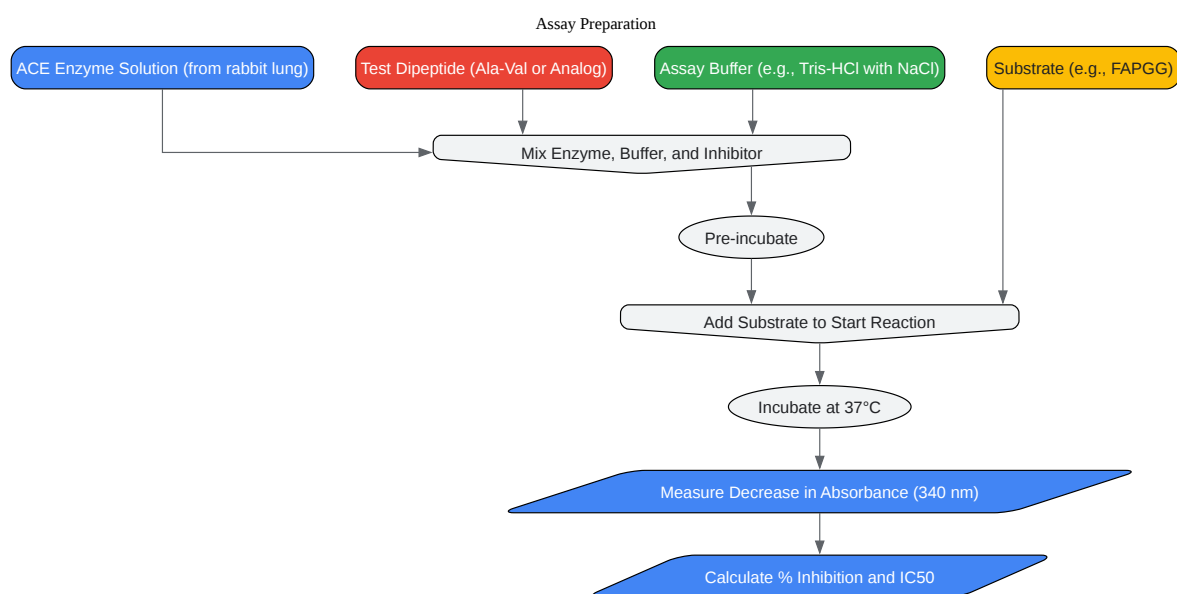 Assay Preparation
ACE Enzyme Solution (from rabbit lung)
Test Dipeptide (Ala-Val or Analog)
Assay Buffer (e.g., Tris-HCl with NaCl)
Substrate (e.g., FAPGG)
Mix Enzyme, Buffer, and Inhibitor
Pre-incubate
Add Substrate to Start Reaction
Incubate at 37°C
Measure Decrease in Absorbance (340 nm)
Calculate % Inhibition and IC50